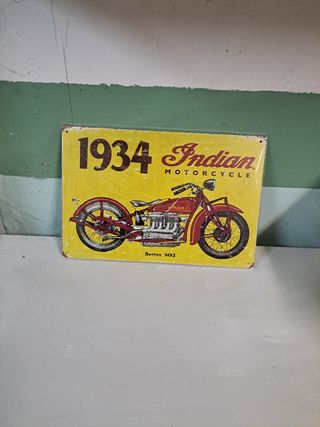 1934 Indian
MOTORCYCLE
Series 402